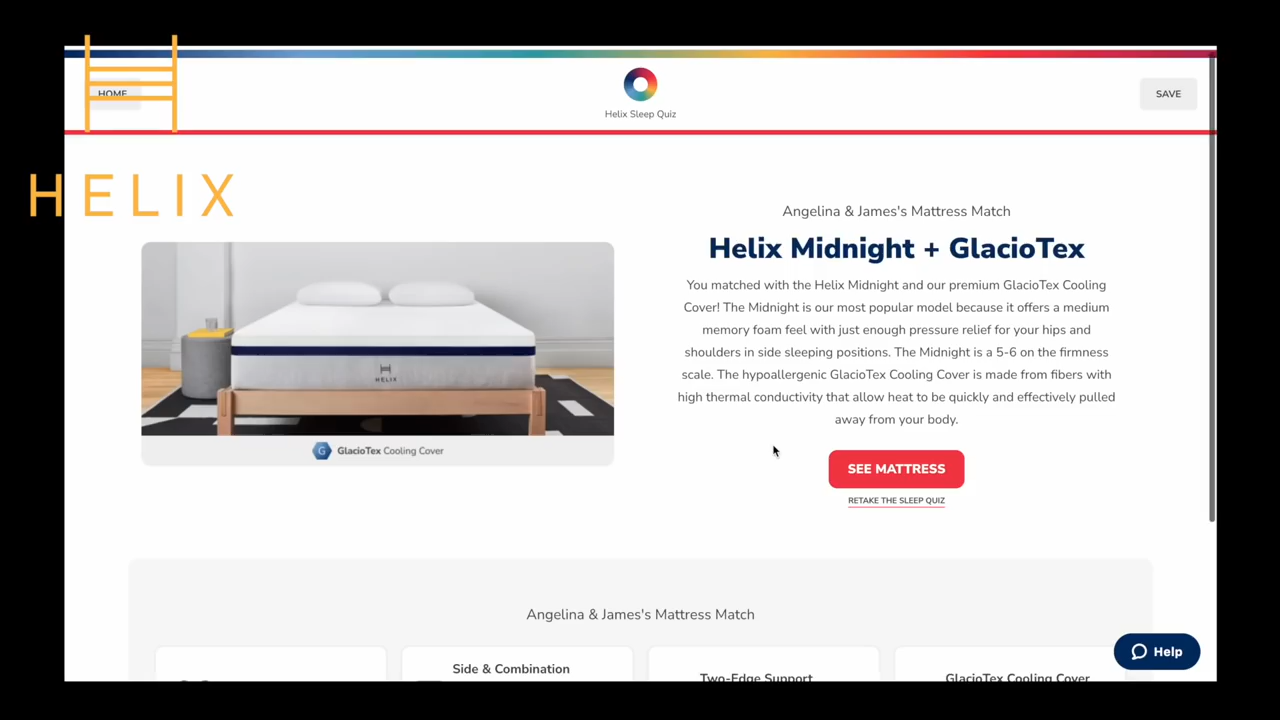 HOME
Helix Sleep Quiz
SAVE
HELIX
Angelina & James's Mattress Match
Helix Midnight + GlacioTex
You matched with the Helix Midnight and our premium GlacioTex Cooling
Cover! The Midnight is our most popular model because it offers a medium
memory foam feel with just enough pressure relief for your hips and
shoulders in side sleeping positions. The Midnight is a 5-6 on the firmness
scale. The hypoallergenic GlacioTex Cooling Cover is made from fibers with
high thermal conductivity that allow heat to be quickly and effectively pulled
away from your body.
HELIX
G GlacioTex Cooling Cover
SEE MATTRESS
RETAKE THE SLEEP QUIZ
Angelina & James's Mattress Match
Side & Combination
Two-Edge Support
GlacioTex Cooling Cover
Help